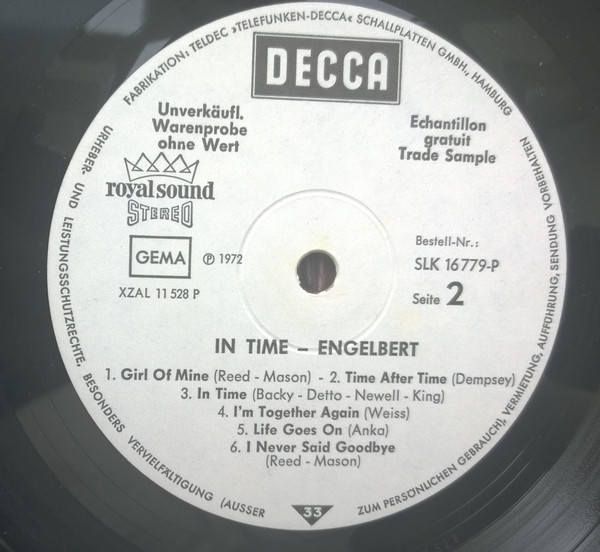 FABRIKATION: TELDEC »TELEFUNKEN-DECCA« SCHALLPLATTEN GMBH., HAMBURG
DECCA
Unverkäufl.
Warenprobe
ohne Wert
Echantillon
gratuit
Trade Sample
royal sound
STEREO
GEMA
℗ 1972
XZAL 11 528 P
Bestell-Nr.:
SLK 16 779-P
Seite 2
IN TIME – ENGELBERT
1. Girl Of Mine (Reed - Mason) - 2. Time After Time (Dempsey)
3. In Time (Backy - Detto - Newell - King)
4. I'm Together Again (Weiss)
5. Life Goes On (Anka)
6. I Never Said Goodbye
(Reed - Mason)
33
URHEBER- UND LEISTUNGSSCHUTZRECHTE, BESONDERS VERVIELFÄLTIGUNG (AUSSER ZUM PERSÖNLICHEN GEBRAUCH), VERMIETUNG, AUFFÜHRUNG, SENDUNG VORBEHALTEN